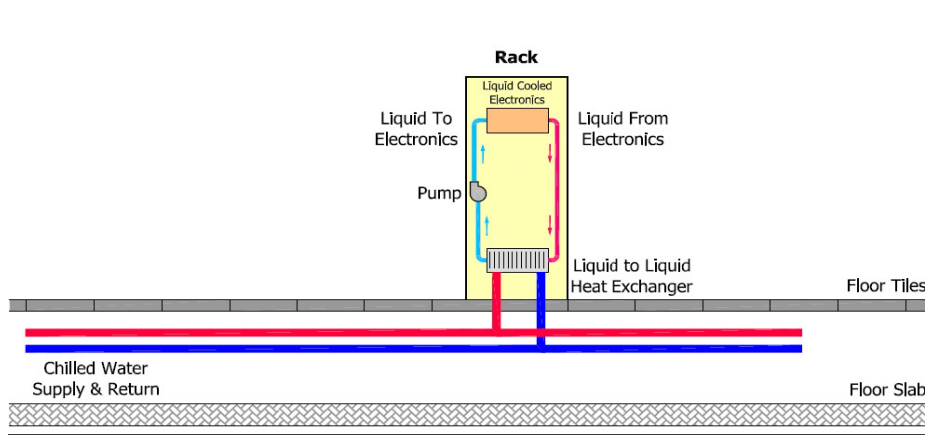 Rack
Liquid Cooled
Electronics
Liquid To
Electronics
Liquid From
Electronics
Pump
Liquid to Liquid
Heat Exchanger
Floor Tiles
Chilled Water
Supply & Return
Floor Slab